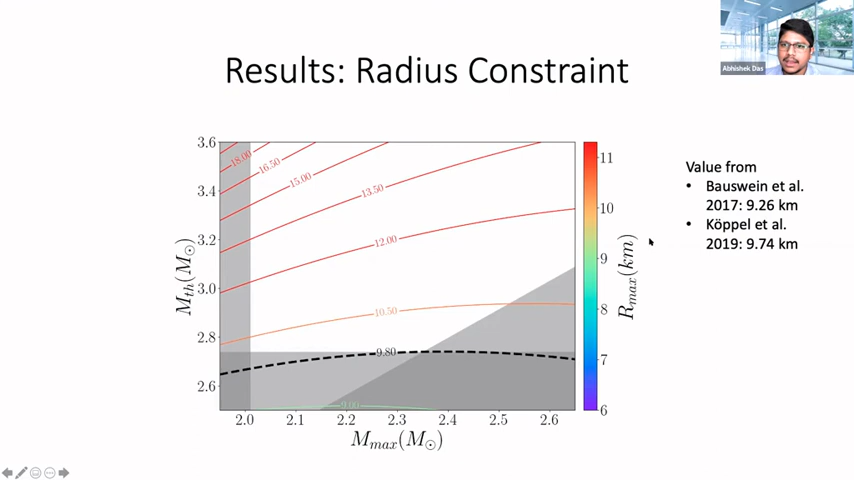 Abhishek Das
Results: Radius Constraint
3.6
3.4
3.2
3.0
2.8
2.6
M_th(M_⊙)
18.00
16.50
15.00
13.50
12.00
10.50
9.80
9.00
2.0 2.1 2.2 2.3 2.4 2.5 2.6
M_max(M_⊙)
11
10
9
8
7
6
R_max(km)
Value from
• Bauswein et al.
2017: 9.26 km
• Köppel et al.
2019: 9.74 km